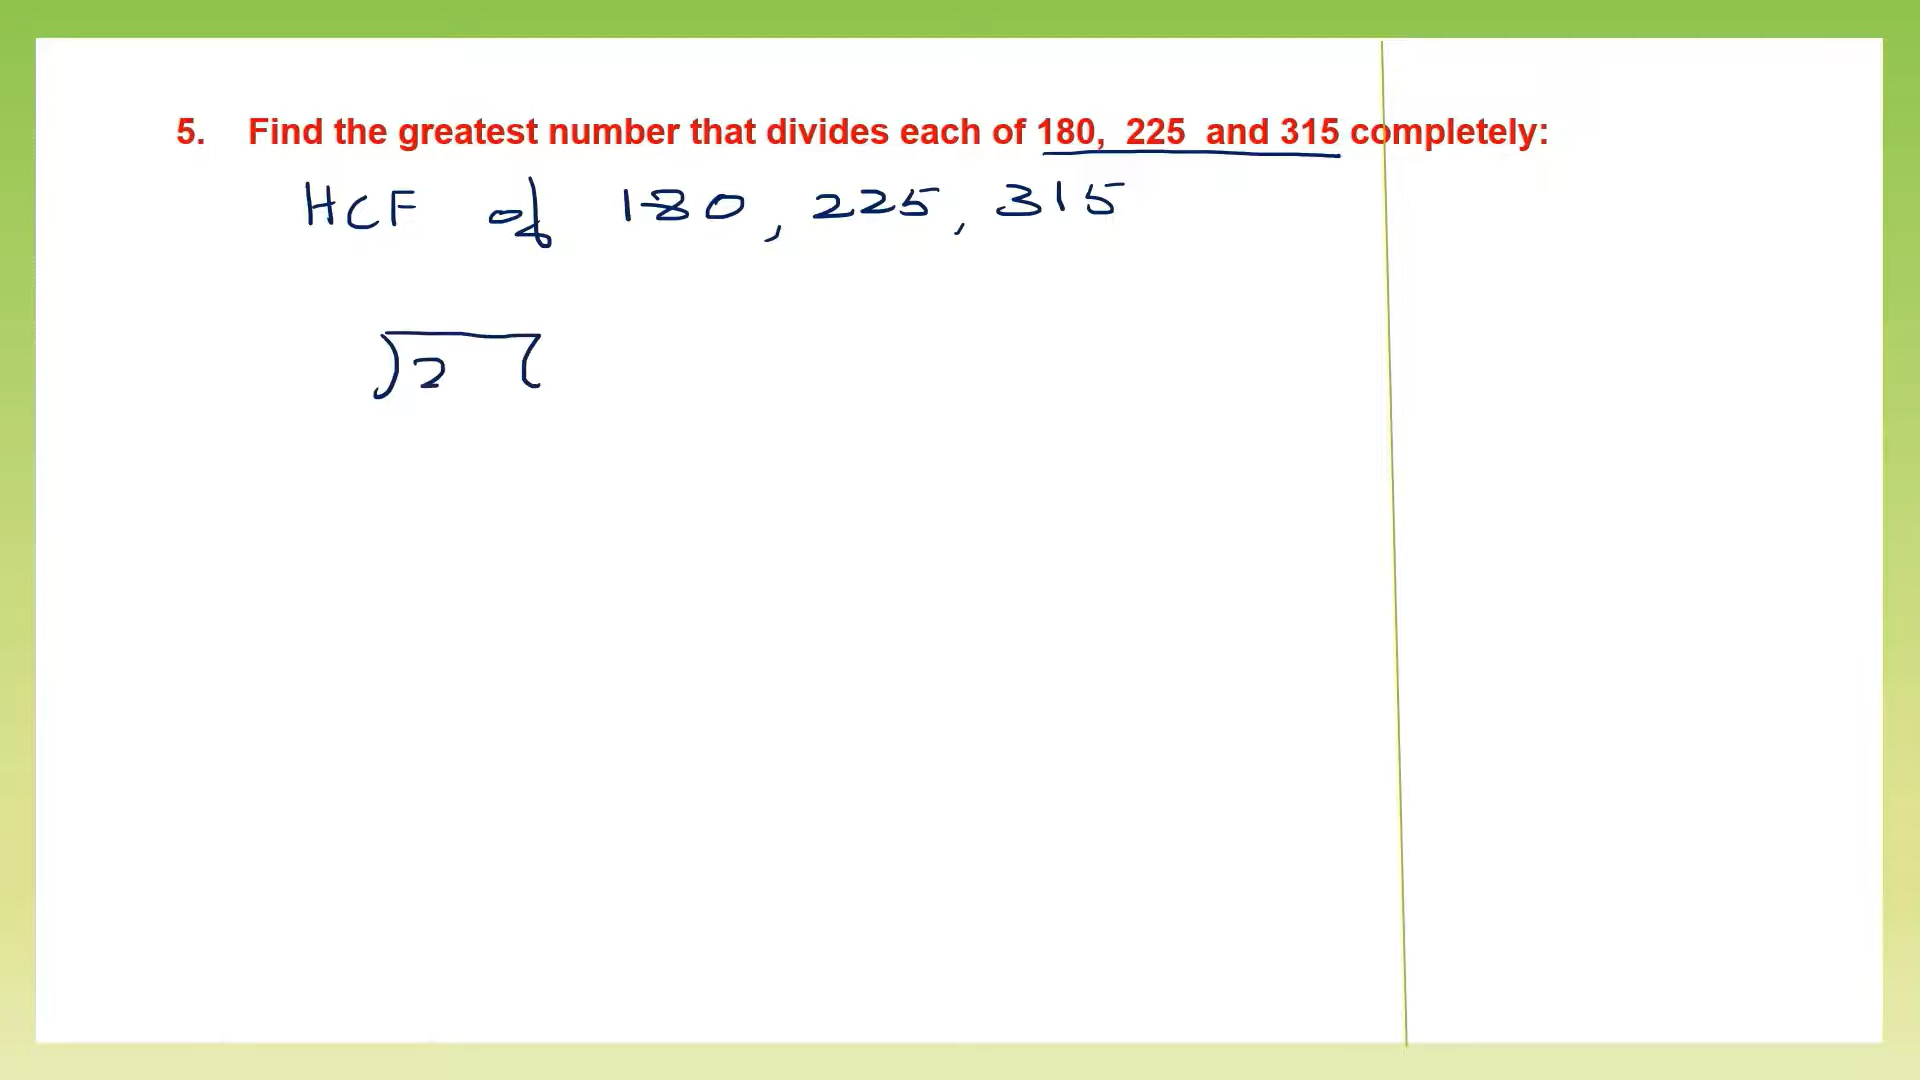 5. Find the greatest number that divides each of 180, 225 and 315 completely:
HCF of 180, 225, 315
2